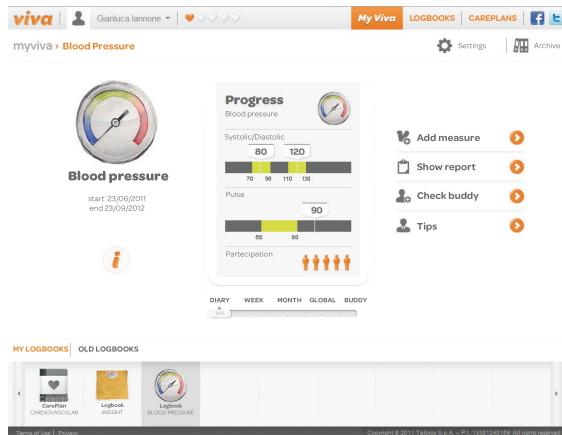 viva
Gianluca Iannone
My Viva LOGBOOKS CAREPLANS
myviva › Blood Pressure
Settings
Archive
Blood pressure
start 23/06/2011
end 23/09/2012
i
Progress
Blood pressure
Systolic/Diastolic
80 120
70 90 110 130
Pulse
90
60 80
Partecipation
DIARY WEEK MONTH GLOBAL BUDDY
Add measure
Show report
Check buddy
Tips
MY LOGBOOKS OLD LOGBOOKS
CarePlan
CARDIOVASCULAR
Logbook
WEIGHT
Logbook
BLOOD PRESSURE
Terms of Use Privacy
Copyright © 2011 Telbios S.p.A. – P.I. 13301240159 All rights reserved